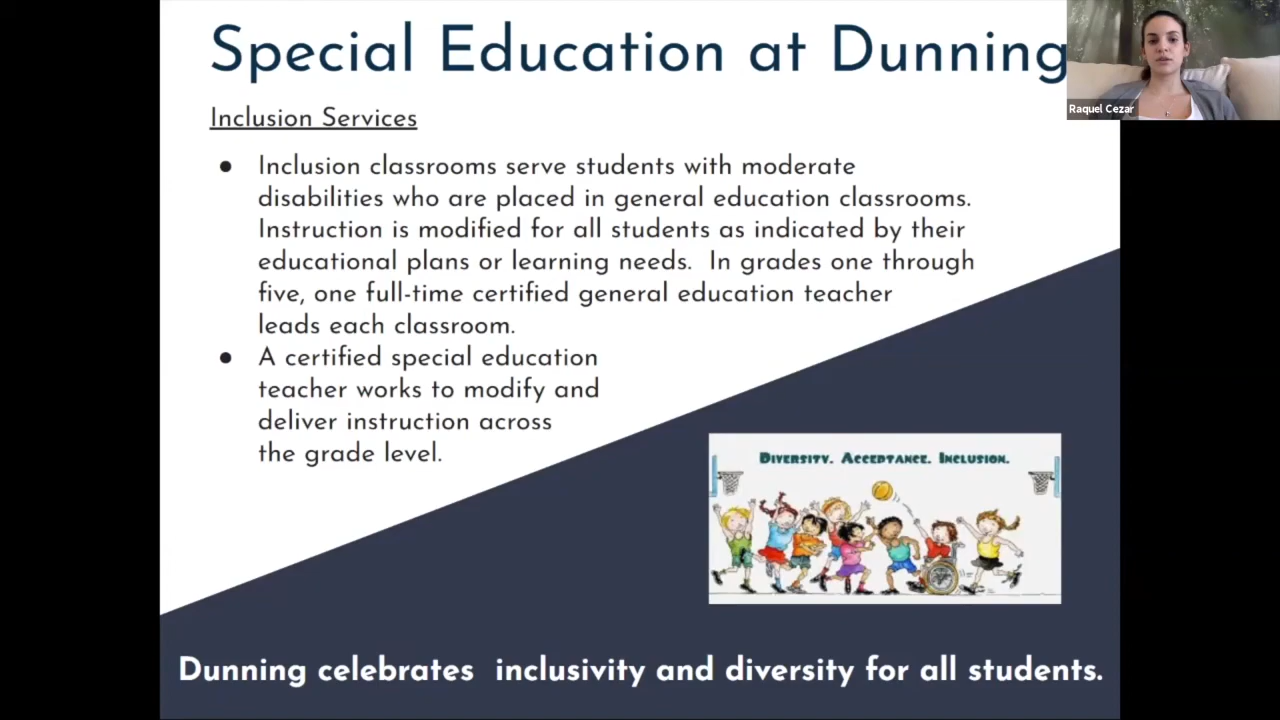 Special Education at Dunning
Raquel Cezar
Inclusion Services
● Inclusion classrooms serve students with moderate
disabilities who are placed in general education classrooms.
Instruction is modified for all students as indicated by their
educational plans or learning needs.  In grades one through
five, one full-time certified general education teacher
leads each classroom.
● A certified special education
teacher works to modify and
deliver instruction across
the grade level.
Diversity. Acceptance. Inclusion.
Dunning celebrates  inclusivity and diversity for all students.